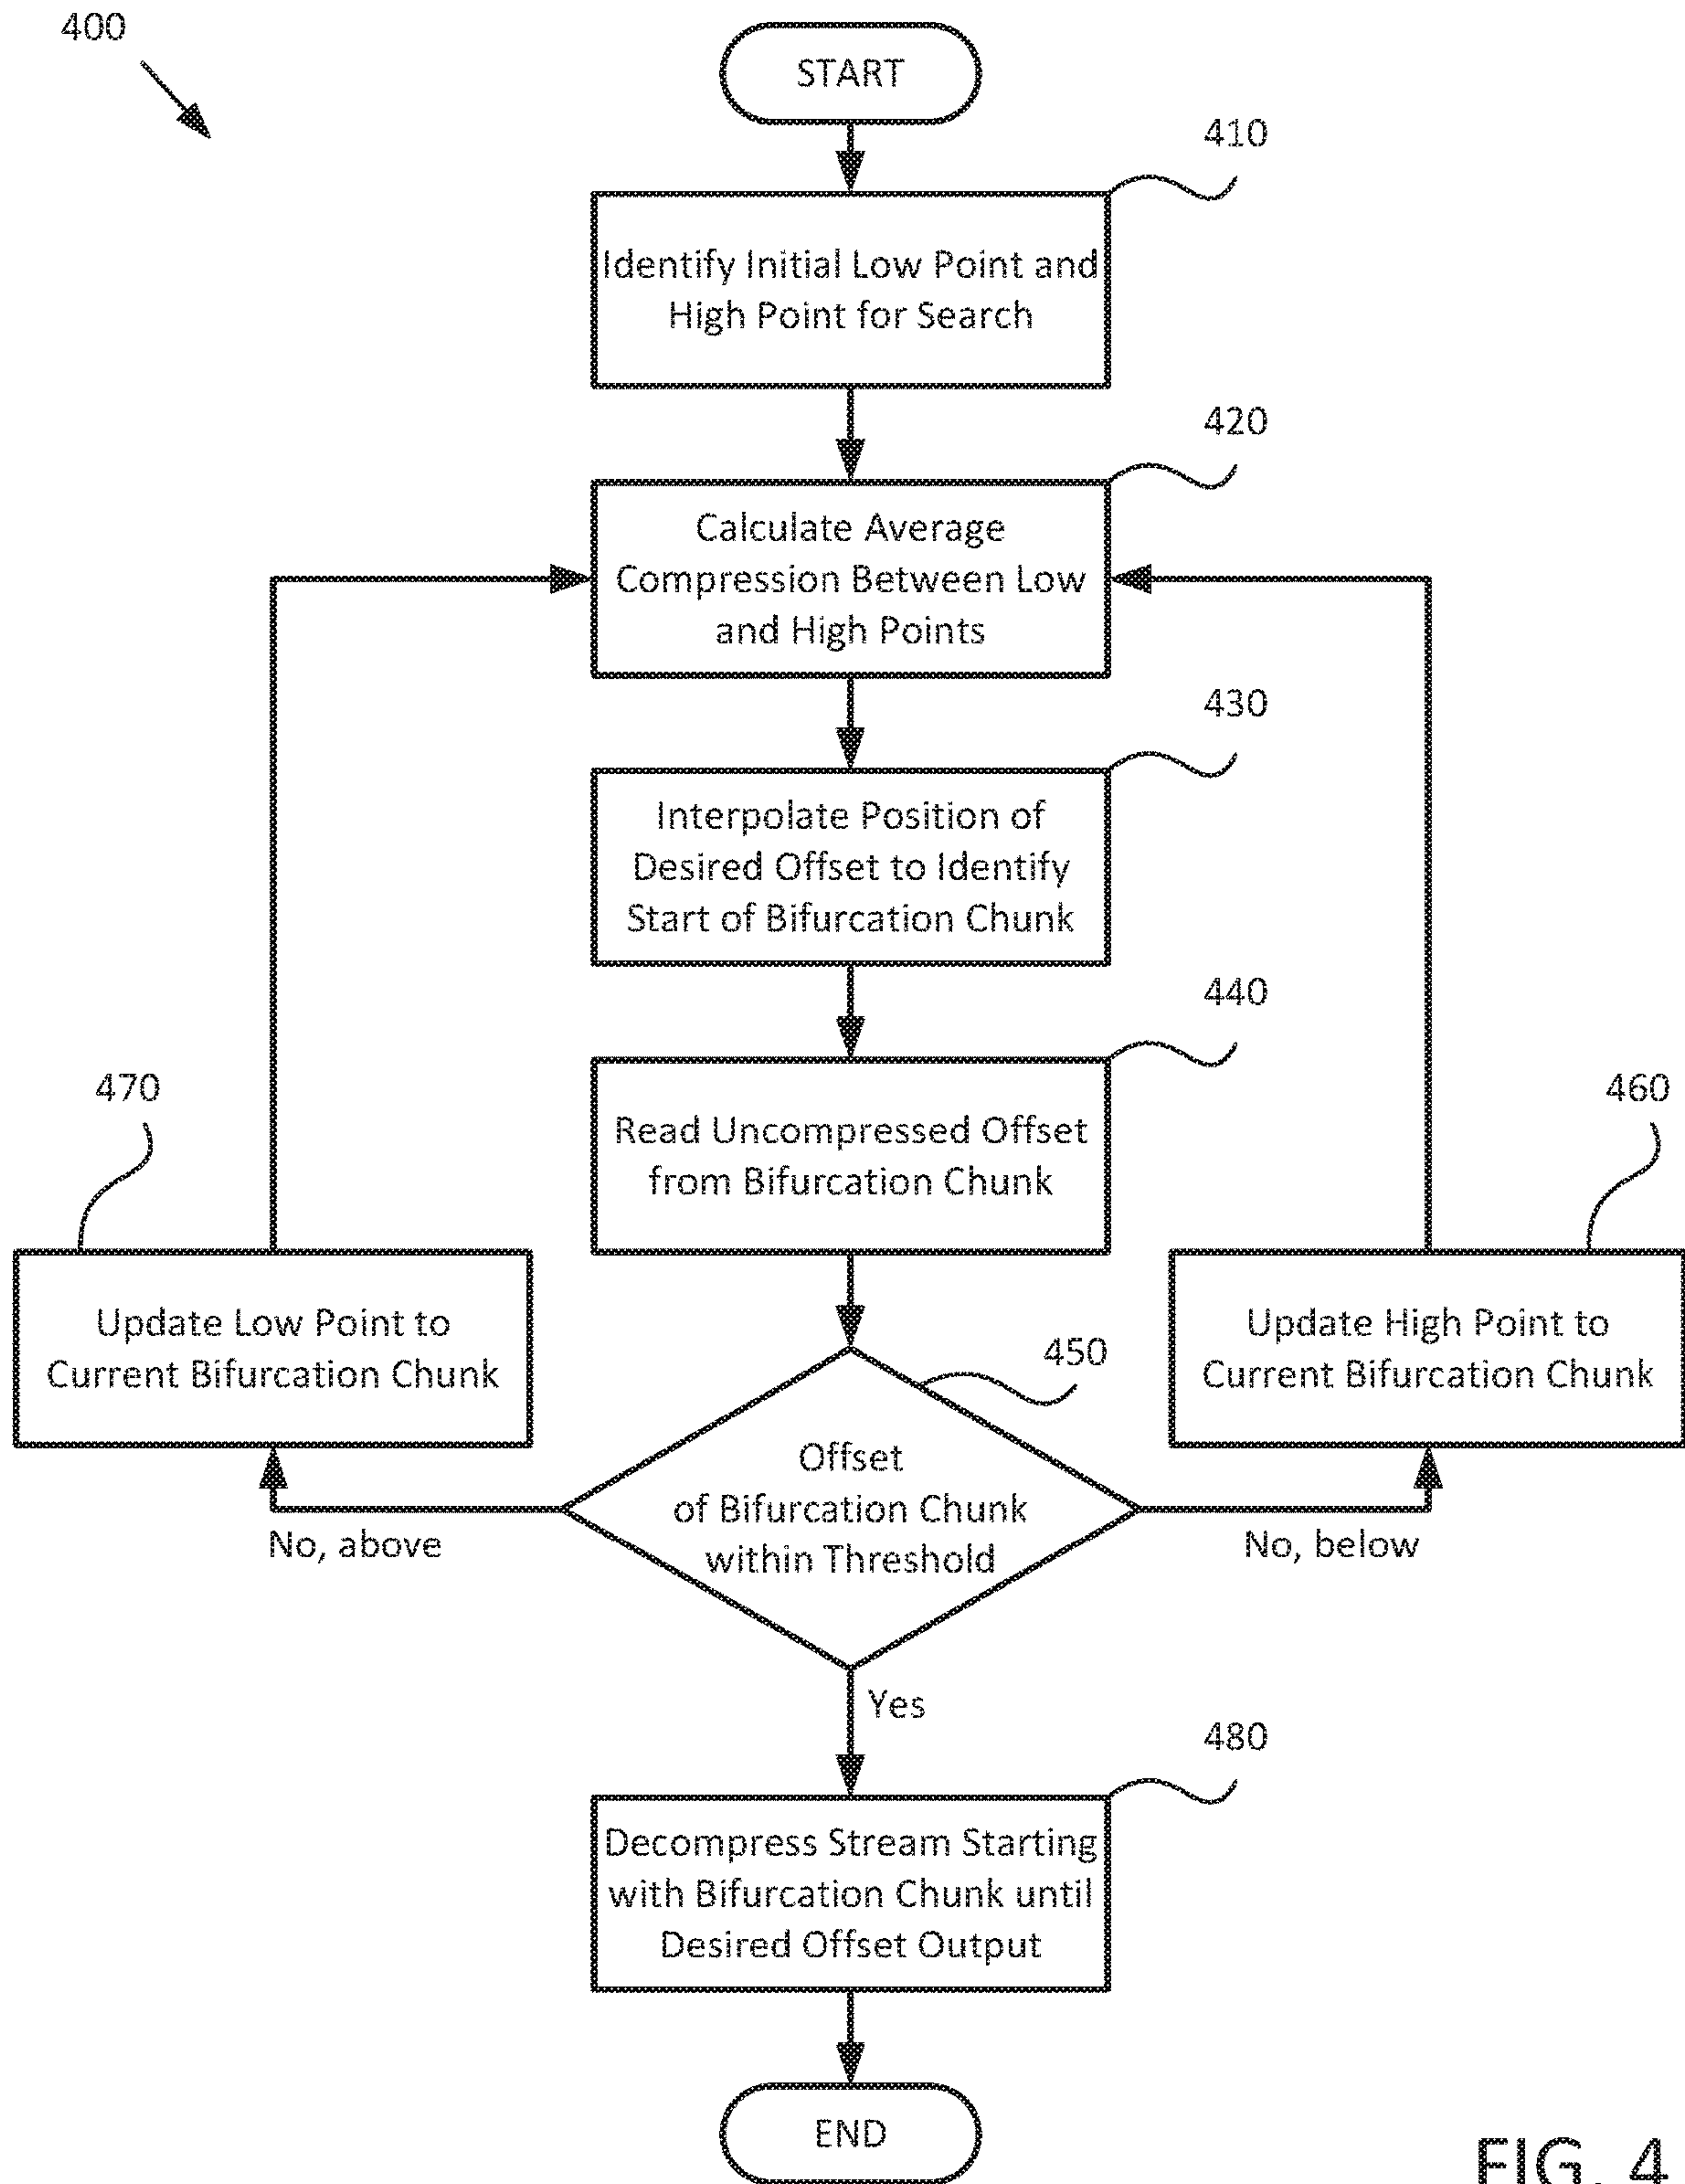 400
START
410
Identify Initial Low Point and
High Point for Search
420
Calculate Average
Compression Between Low
and High Points
430
Interpolate Position of
Desired Offset to Identify
Start of Bifurcation Chunk
440
Read Uncompressed Offset
from Bifurcation Chunk
470
Update Low Point to
Current Bifurcation Chunk
460
Update High Point to
Current Bifurcation Chunk
450
Offset
of Bifurcation Chunk
within Threshold
No, above
No, below
Yes
480
Decompress Stream Starting
with Bifurcation Chunk until
Desired Offset Output
END
FIG. 4